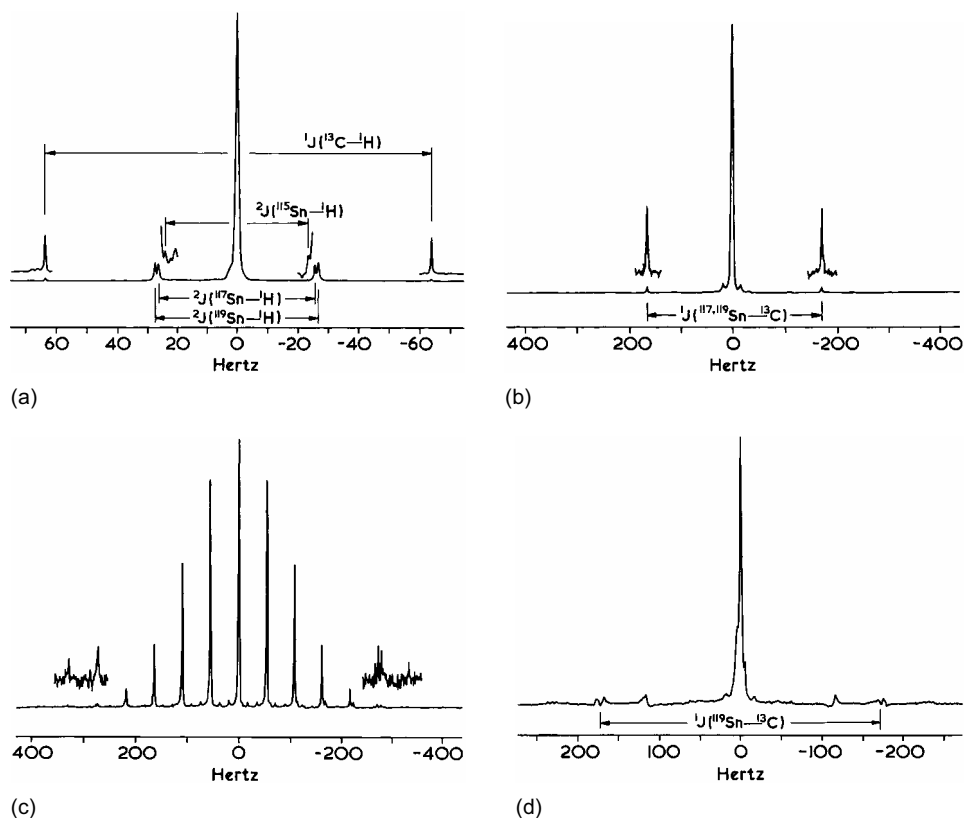 ¹J(¹³C—¹H)
²J(¹¹⁵Sn—¹H)
²J(¹¹⁷Sn—¹H)
²J(¹¹⁹Sn—¹H)
60 40 20 0 -20 -40 -60
Hertz
(a)
¹J(¹¹⁷,¹¹⁹Sn—¹³C)
400 200 0 -200 -400
Hertz
(b)
400 200 0 -200 -400
Hertz
(c)
¹J(¹¹⁹Sn—¹³C)
200 100 0 -100 -200
Hertz
(d)